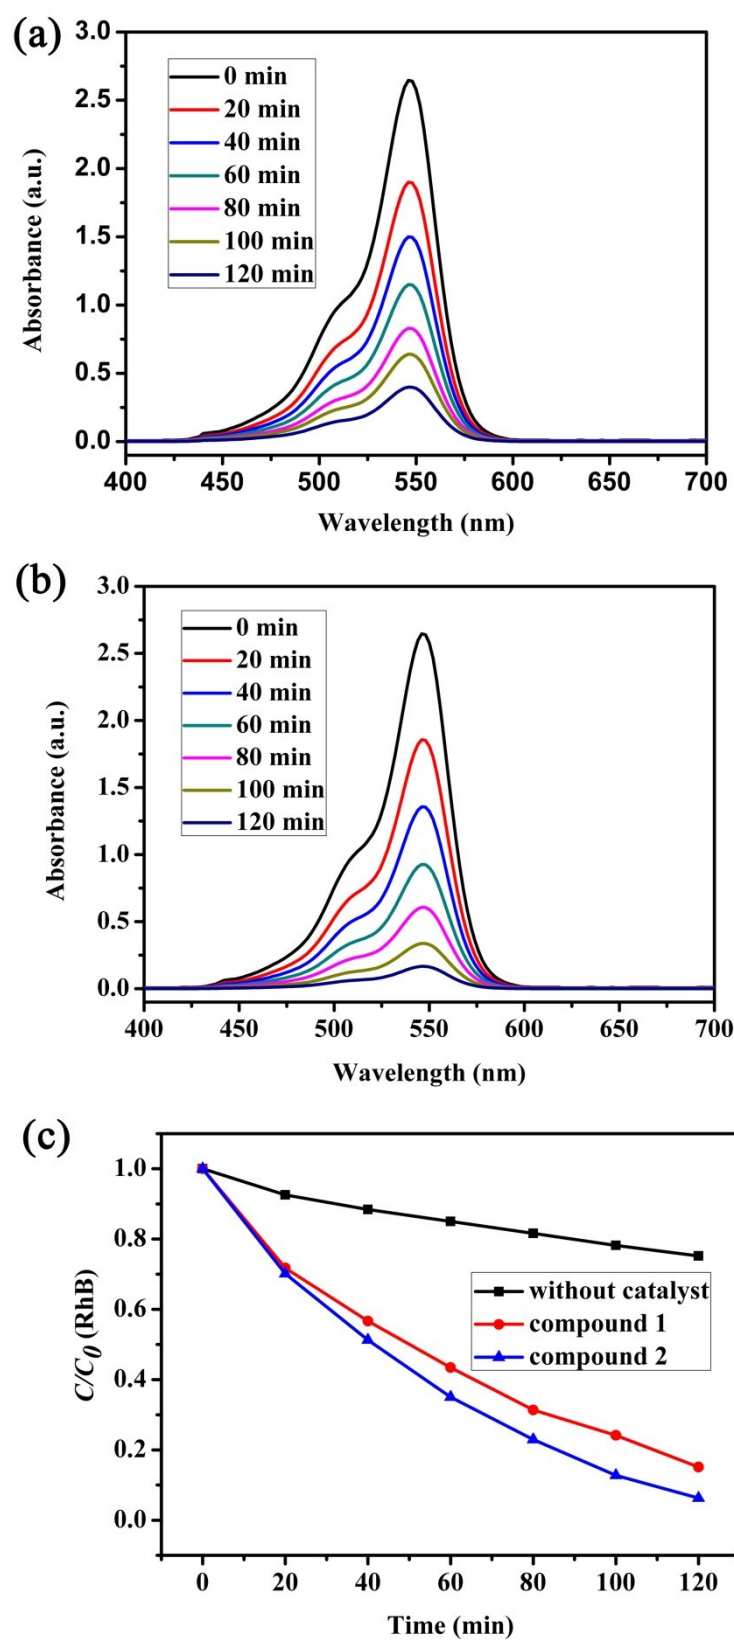 (a)
3.0
2.5
2.0
1.5
1.0
0.5
0.0
Absorbance (a.u.)
0 min
20 min
40 min
60 min
80 min
100 min
120 min
400 450 500 550 600 650 700
Wavelength (nm)
(b)
3.0
2.5
2.0
1.5
1.0
0.5
0.0
Absorbance (a.u.)
0 min
20 min
40 min
60 min
80 min
100 min
120 min
400 450 500 550 600 650 700
Wavelength (nm)
(c)
1.0
0.8
0.6
0.4
0.2
0.0
C/C0 (RhB)
without catalyst
compound 1
compound 2
0 20 40 60 80 100 120
Time (min)